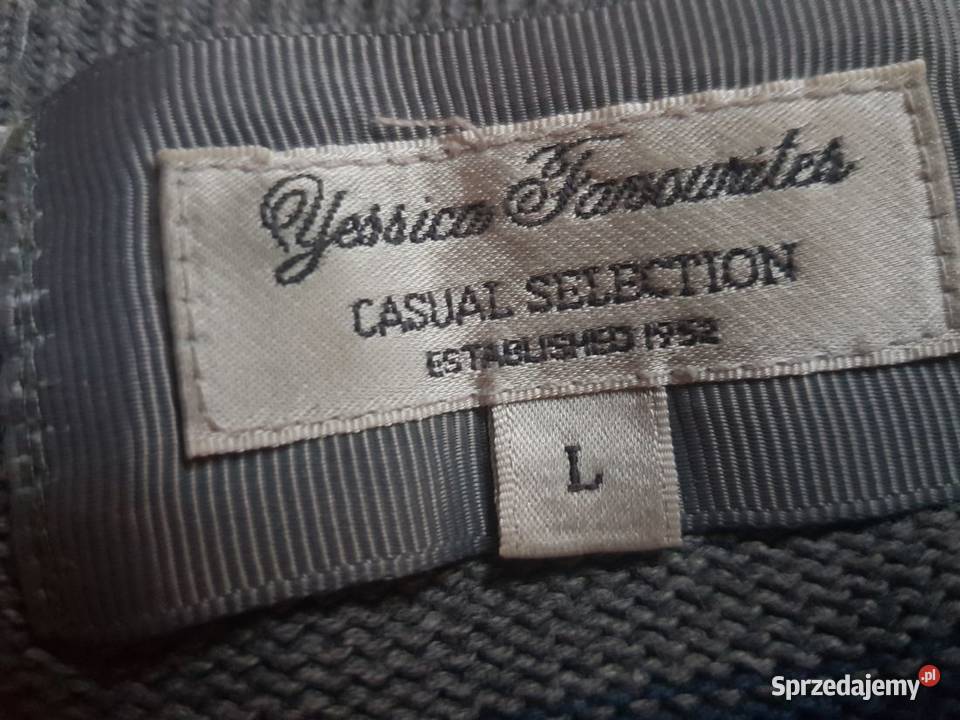 Yessica Favourites
CASUAL SELECTION
ESTABLISHED 1952
L
Sprzedajemy.pl